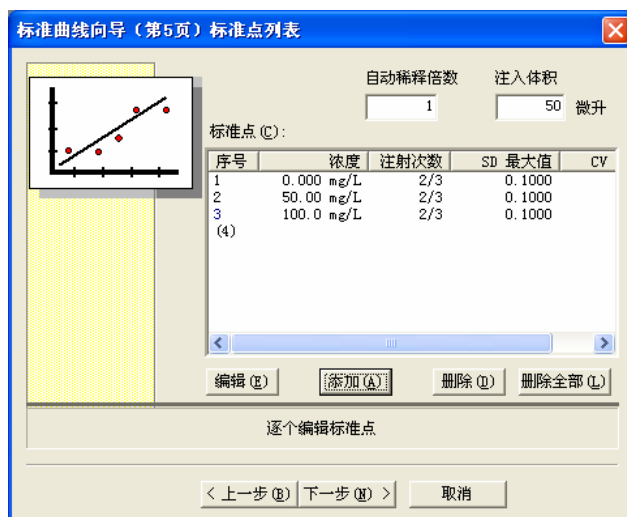 标准曲线向导（第5页）标准点列表
自动稀释倍数 注入体积
1 50 微升
标准点(C):
序号 浓度 注射次数 SD 最大值 CV
1 0.000 mg/L 2/3 0.1000
2 50.00 mg/L 2/3 0.1000
3 100.0 mg/L 2/3 0.1000
(4)
编辑(E) 添加(A) 删除(D) 删除全部(L)
逐个编辑标准点
< 上一步(B) 下一步(N) > 取消